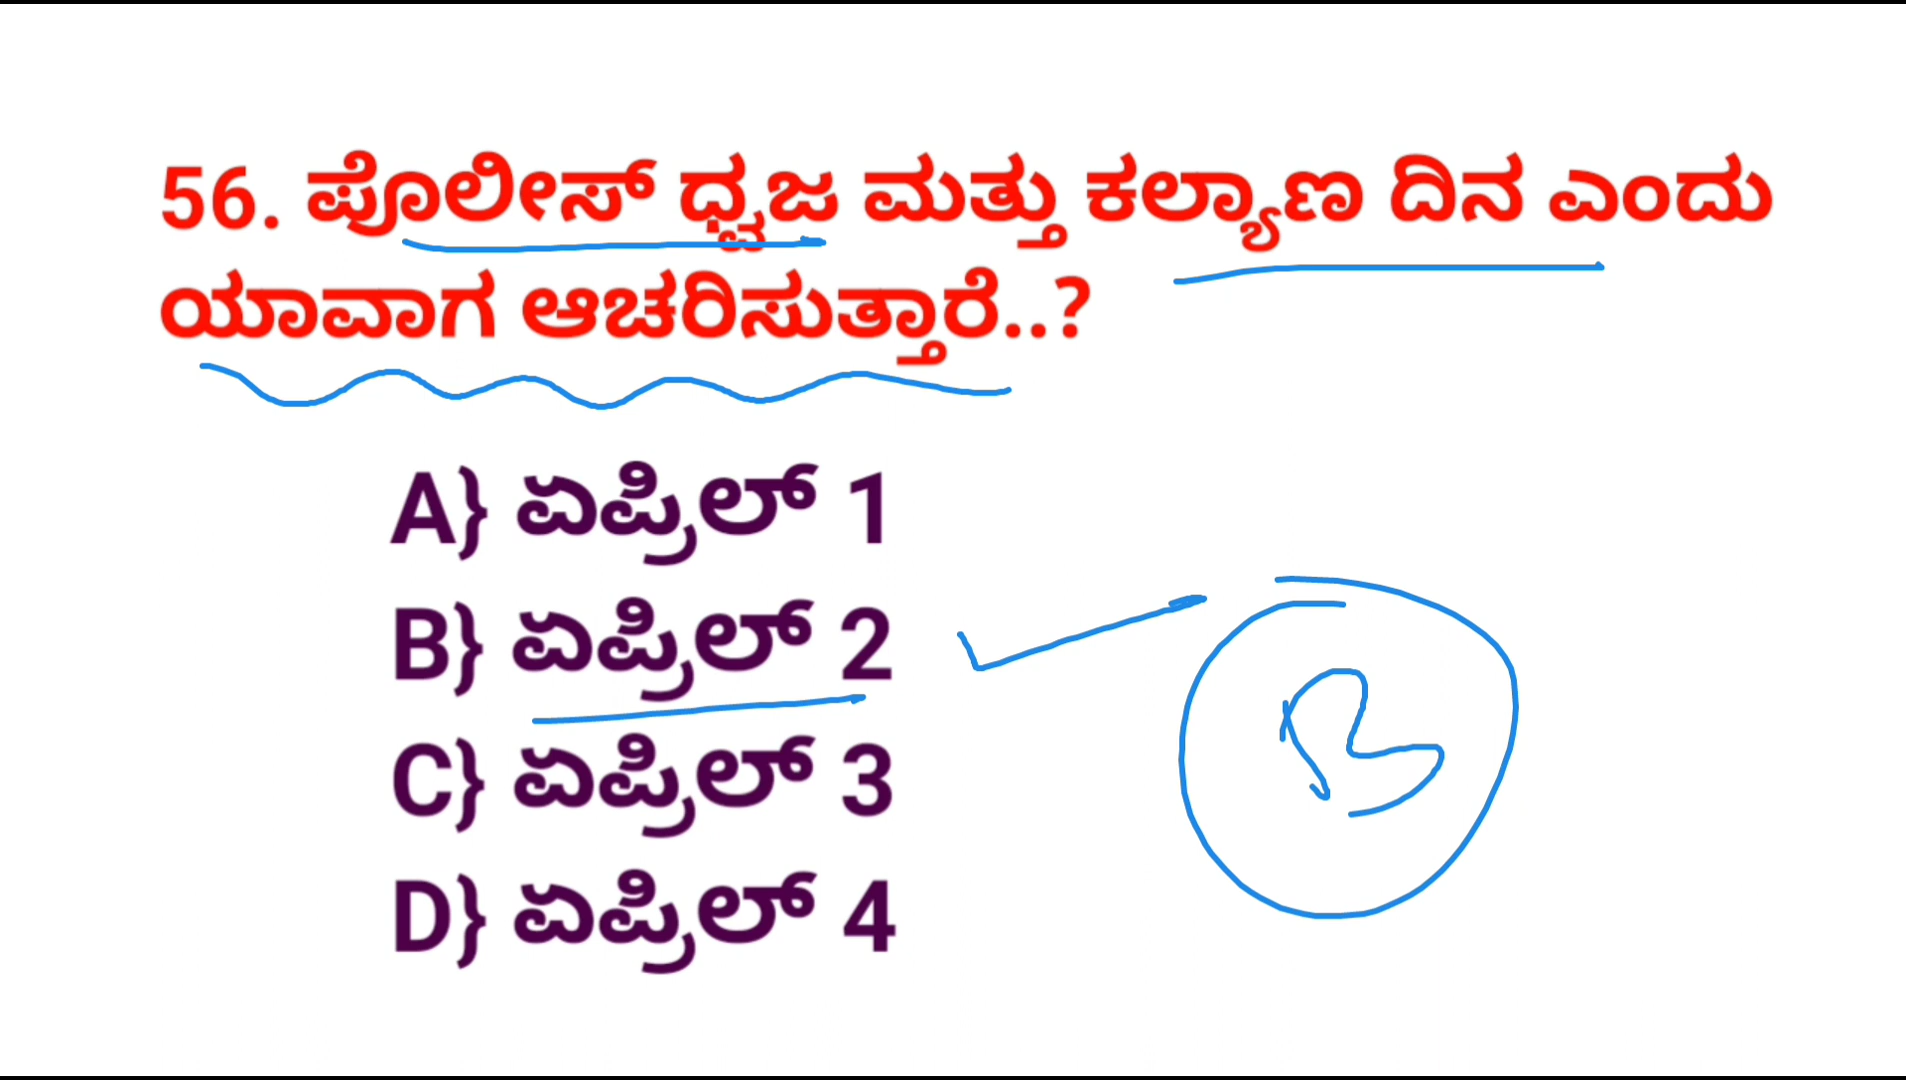 56. ಪೊಲೀಸ್ ಧ್ವಜ ಮತ್ತು ಕಲ್ಯಾಣ ದಿನ ಎಂದು
ಯಾವಾಗ ಆಚರಿಸುತ್ತಾರೆ..?
A} ಏಪ್ರಿಲ್ 1
B} ಏಪ್ರಿಲ್ 2
C} ಏಪ್ರಿಲ್ 3
D} ಏಪ್ರಿಲ್ 4
B